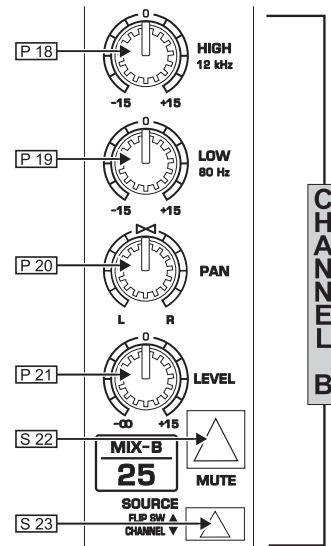 0
P 18
HIGH
12 kHz
-15 +15
0
P 19
LOW
80 Hz
-15 +15
P 20
PAN
L R
0
P 21
LEVEL
-∞ +15
S 22
MIX-B
25
MUTE
SOURCE
S 23
FLIP SW ▲
CHANNEL ▼
CHANNEL B